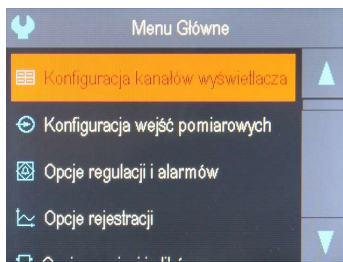 Menu Główne
Konfiguracja kanałów wyświetlacza
Konfiguracja wejść pomiarowych
Opcje regulacji i alarmów
Opcje rejestracji